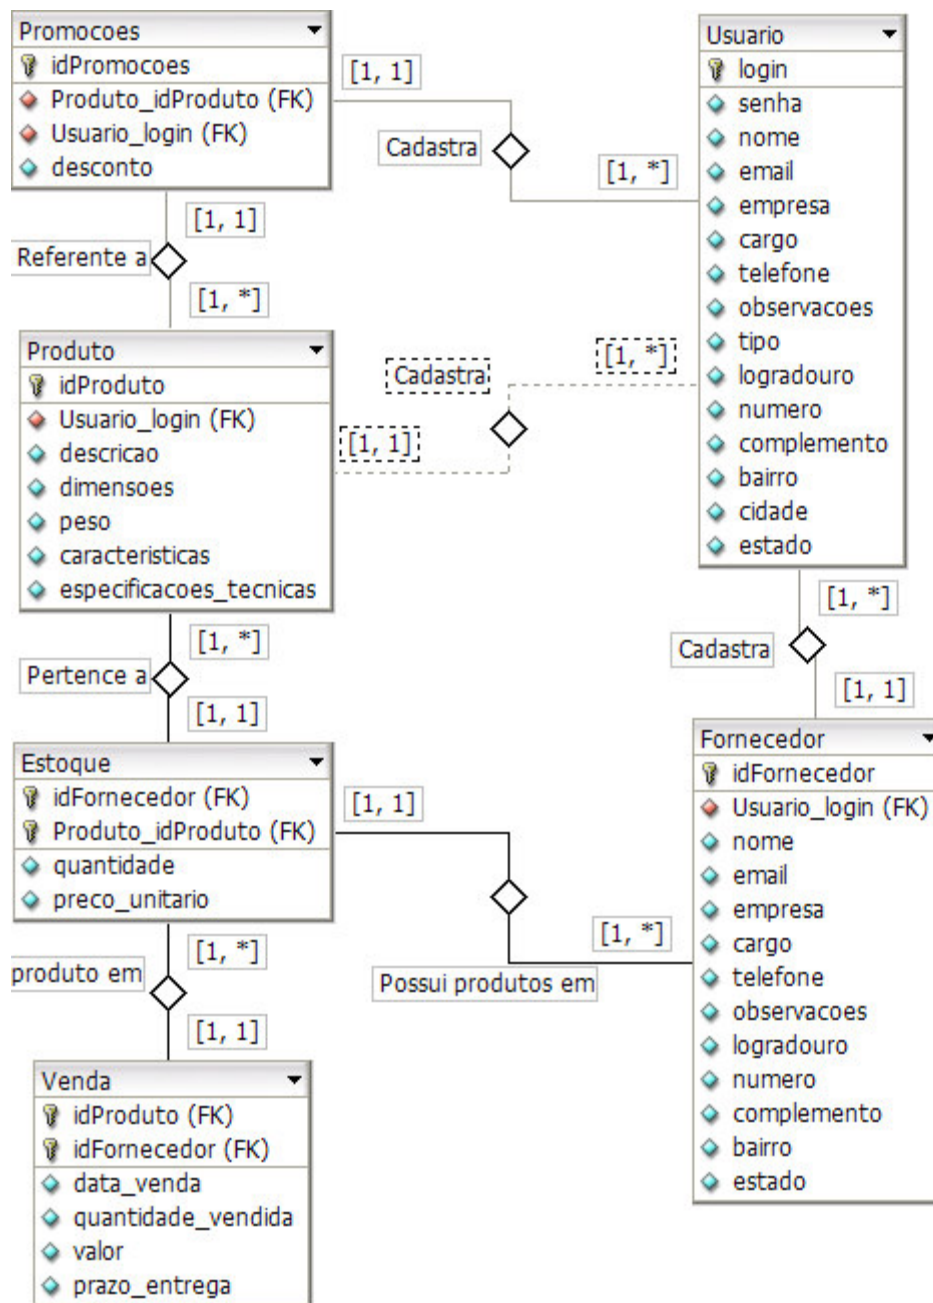 Promocoes
idPromocoes
Produto_idProduto (FK)
Usuario_login (FK)
desconto
[1, 1]
Cadastra
[1, *]
Usuario
login
senha
nome
email
empresa
cargo
telefone
observacoes
tipo
logradouro
numero
complemento
bairro
cidade
estado
[1, 1]
Referente a
[1, *]
Produto
idProduto
Usuario_login (FK)
descricao
dimensoes
peso
caracteristicas
especificacoes_tecnicas
Cadastra
[1, *]
[1, 1]
[1, *]
Cadastra
[1, 1]
[1, *]
Pertence a
[1, 1]
Estoque
idFornecedor (FK)
Produto_idProduto (FK)
quantidade
preco_unitario
[1, 1]
[1, *]
Possui produtos em
Fornecedor
idFornecedor
Usuario_login (FK)
nome
email
empresa
cargo
telefone
observacoes
logradouro
numero
complemento
bairro
estado
[1, *]
produto em
[1, 1]
Venda
idProduto (FK)
idFornecedor (FK)
data_venda
quantidade_vendida
valor
prazo_entrega